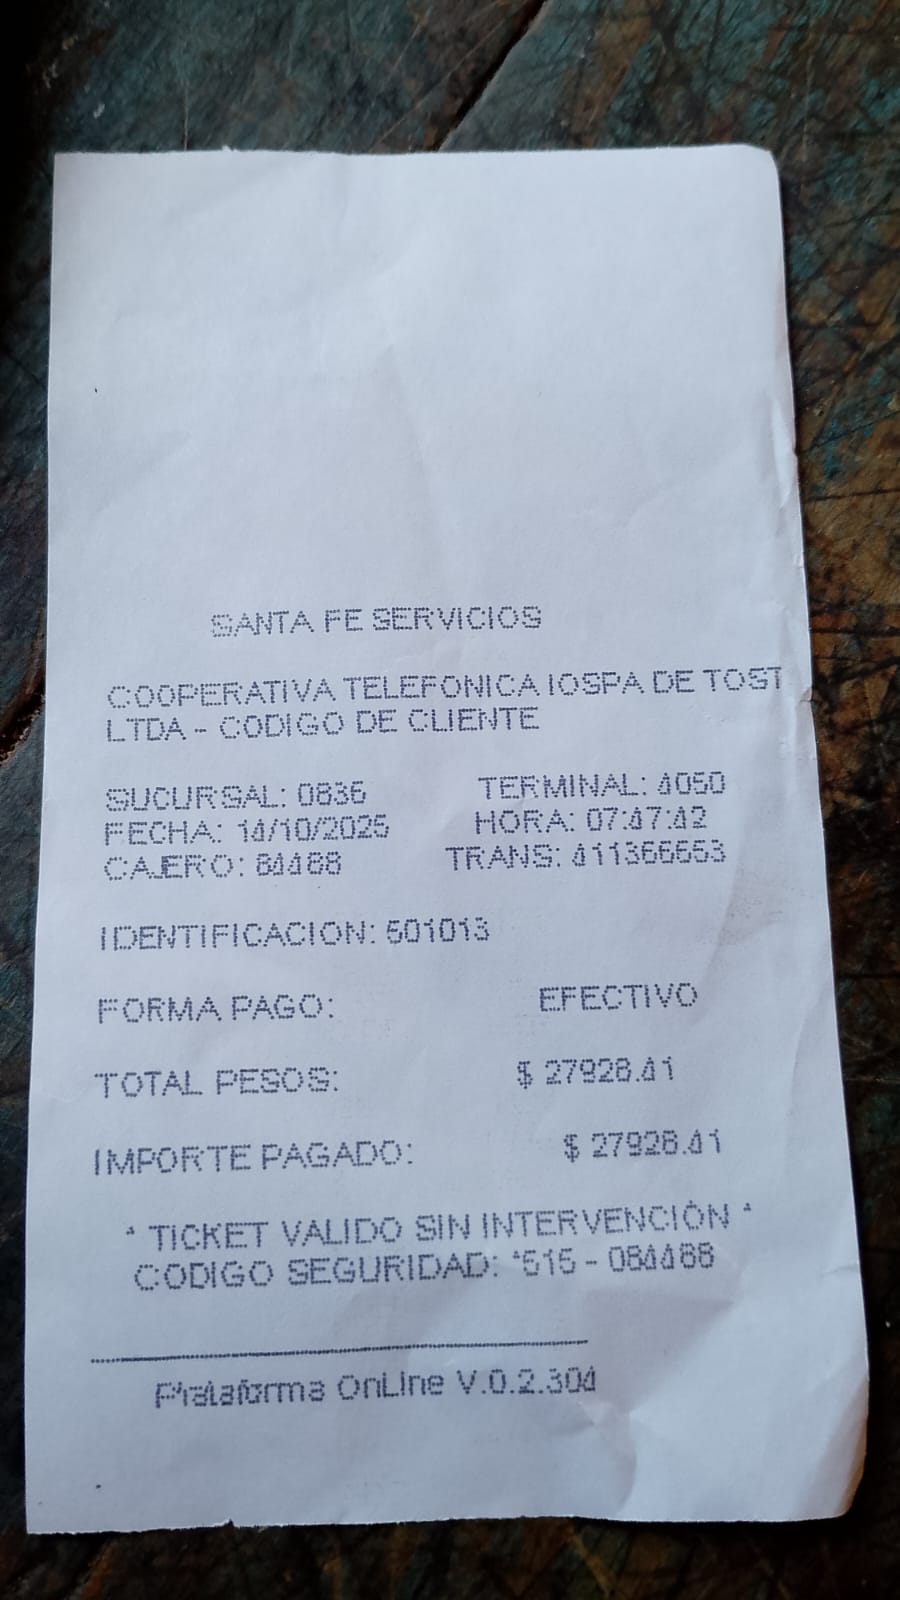 SANTA FE SERVICIOS
COOPERATIVA TELEFONICA IOSPA DE TOST
LTDA - CODIGO DE CLIENTE
SUCURSAL: 0836 TERMINAL: 4050
FECHA: 14/10/2025 HORA: 07:47:42
CAJERO: 84488 TRANS: 411366653
IDENTIFICACION: 501013
FORMA PAGO: EFECTIVO
TOTAL PESOS: $ 27928.41
IMPORTE PAGADO: $ 27928.41
* TICKET VALIDO SIN INTERVENCIÓN *
CODIGO SEGURIDAD: *515 - 084488
Plataforma OnLine V.0.2.304